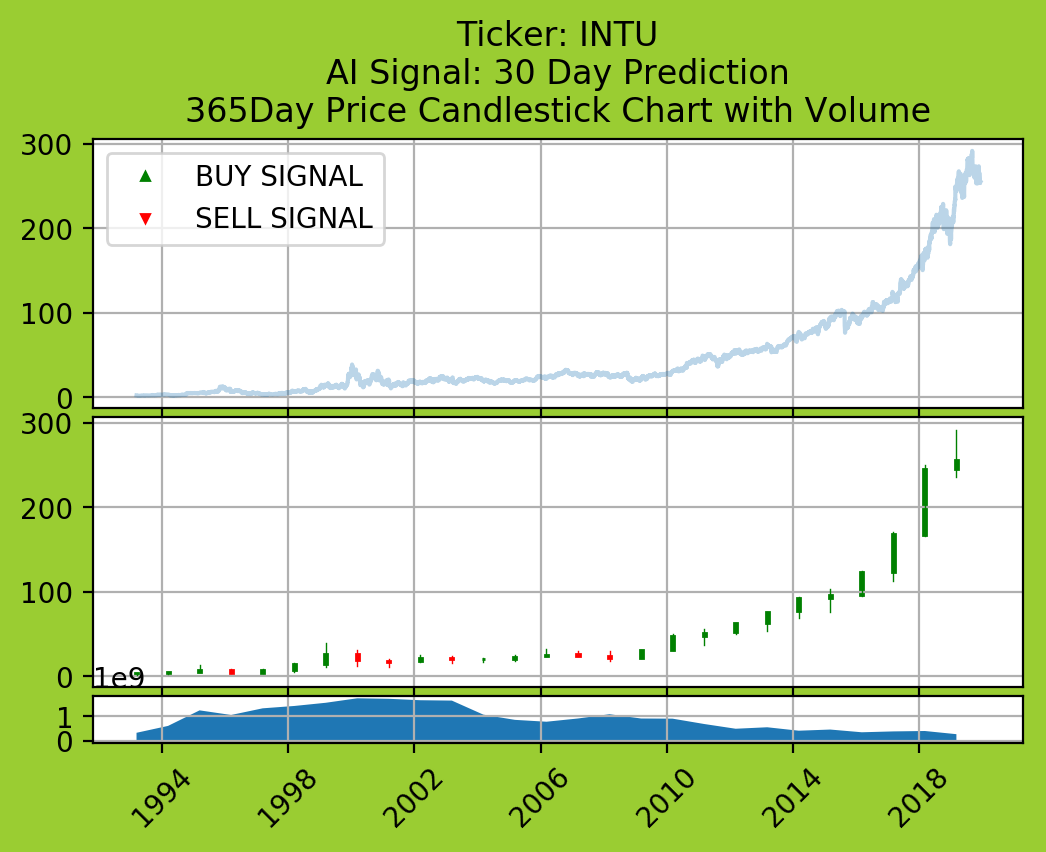 Ticker: INTU
AI Signal: 30 Day Prediction
365Day Price Candlestick Chart with Volume
300
200
100
0
BUY SIGNAL
SELL SIGNAL
300
200
100
0
1e9
1
0
1994
1998
2002
2006
2010
2014
2018